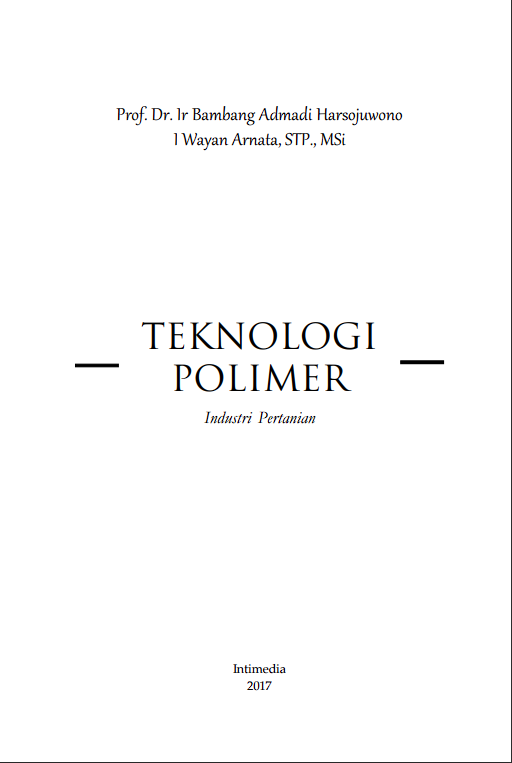 Prof. Dr. Ir Bambang Admadi Harsojuwono
I Wayan Arnata, STP., MSi
TEKNOLOGI
POLIMER
Industri Pertanian
Intimedia
2017